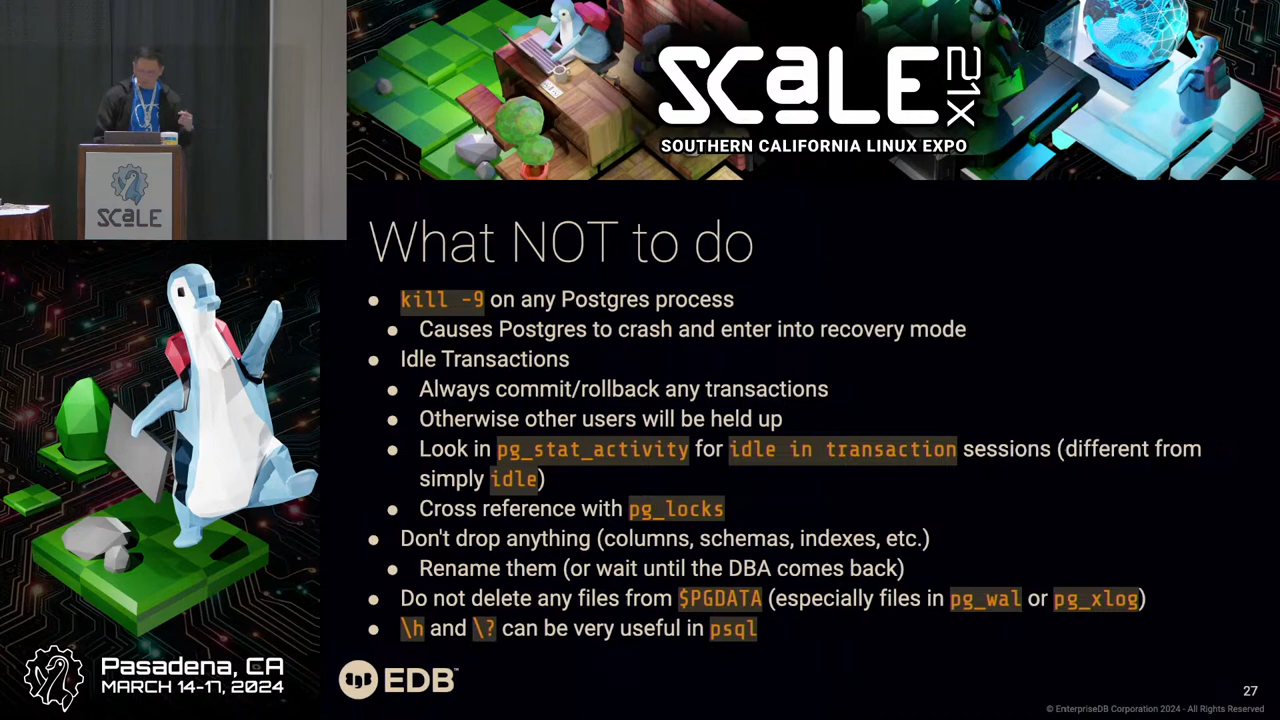 SCaLE
21X
SOUTHERN CALIFORNIA LINUX EXPO
SCaLE
What NOT to do
kill -9 on any Postgres process
Causes Postgres to crash and enter into recovery mode
Idle Transactions
Always commit/rollback any transactions
Otherwise other users will be held up
Look in pg_stat_activity for idle in transaction sessions (different from
simply idle)
Cross reference with pg_locks
Don't drop anything (columns, schemas, indexes, etc.)
Rename them (or wait until the DBA comes back)
Do not delete any files from $PGDATA (especially files in pg_wal or pg_xlog)
\h and \? can be very useful in psql
Pasadena, CA
MARCH 14-17, 2024
EDB™
27
© EnterpriseDB Corporation 2024 - All Rights Reserved